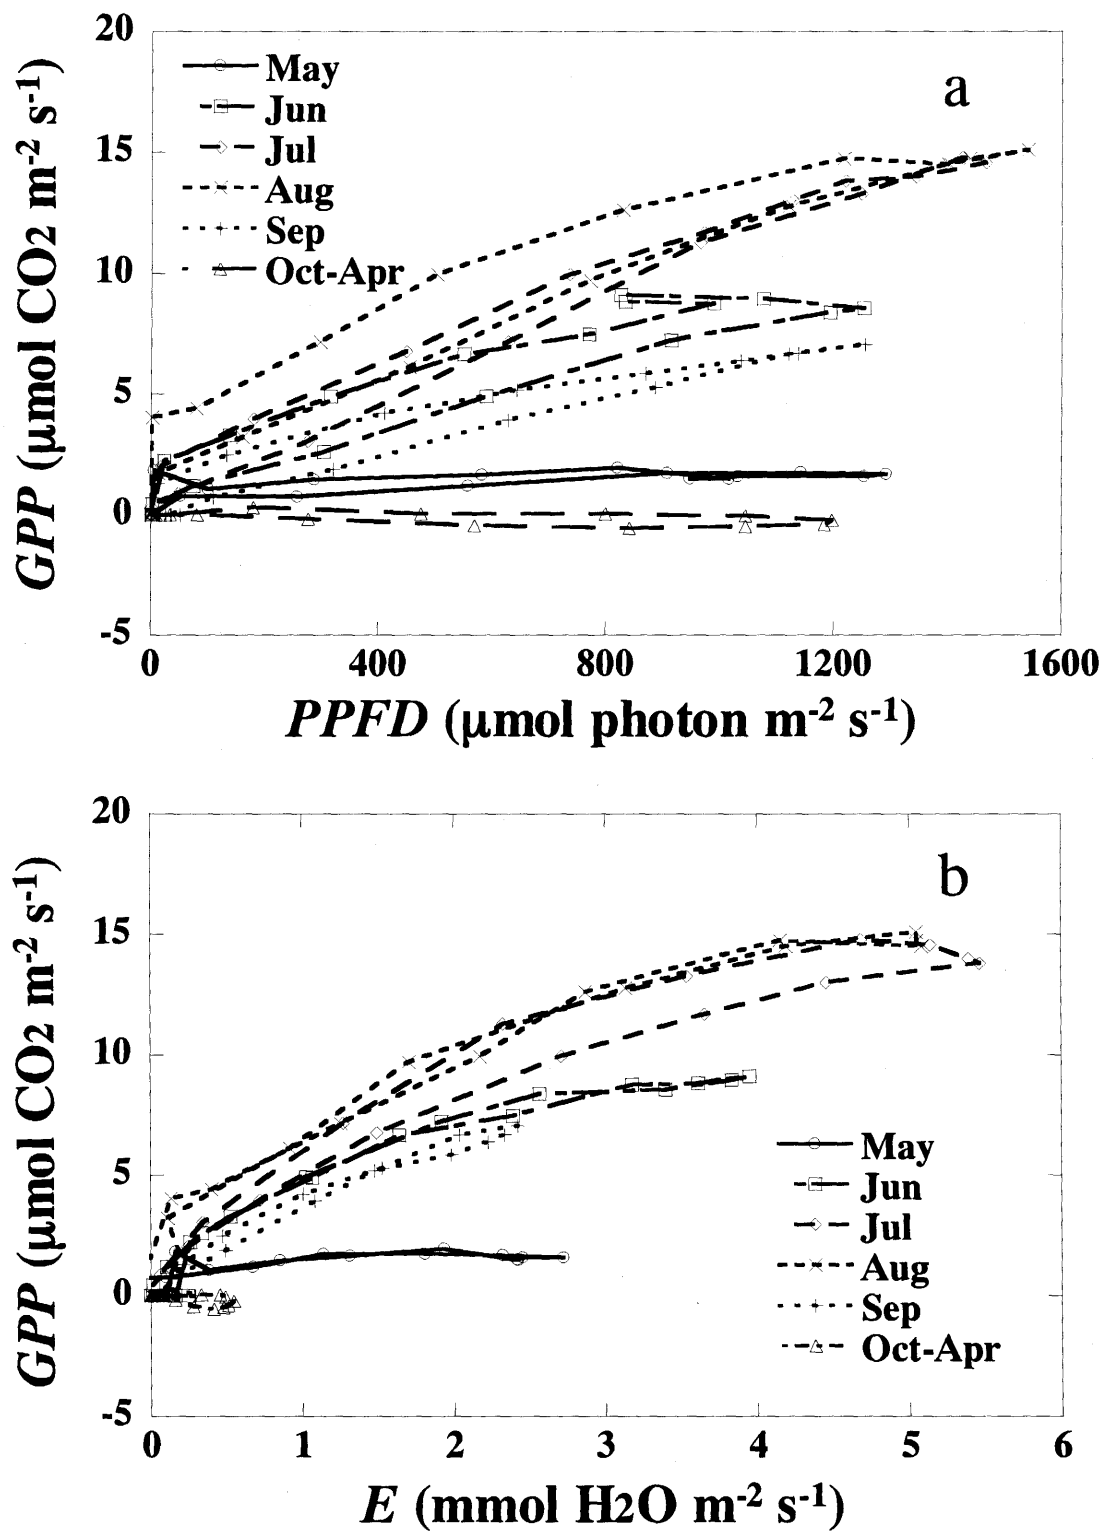 20
15
10
5
0
-5
GPP (μmol CO2 m-2 s-1)
May
Jun
Jul
Aug
Sep
Oct-Apr
a
0 400 800 1200 1600
PPFD (μmol photon m-2 s-1)
20
15
10
5
0
-5
GPP (μmol CO2 m-2 s-1)
b
May
Jun
Jul
Aug
Sep
Oct-Apr
0 1 2 3 4 5 6
E (mmol H2O m-2 s-1)